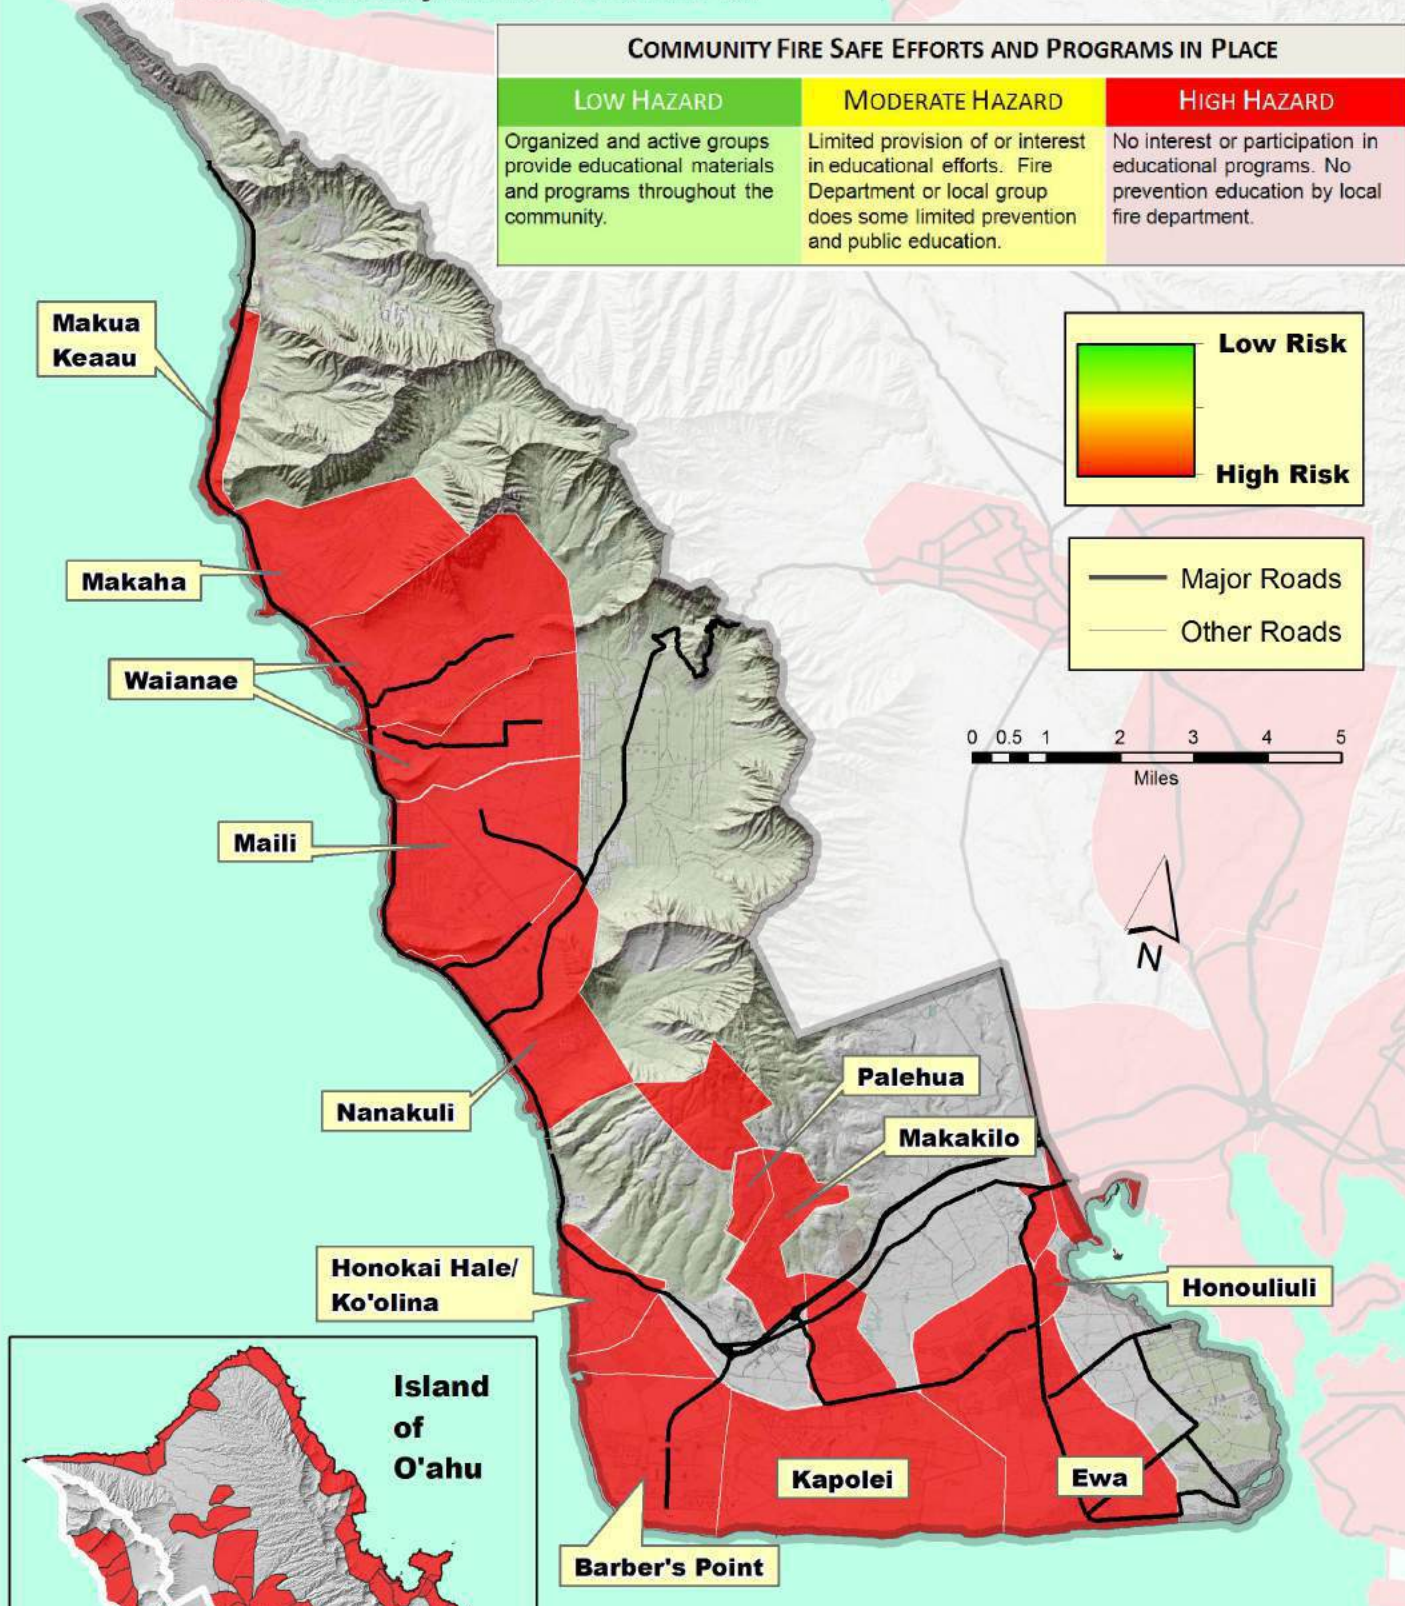 COMMUNITY FIRE SAFE EFFORTS AND PROGRAMS IN PLACE
LOW HAZARD
Organized and active groups
provide educational materials
and programs throughout the
community.
MODERATE HAZARD
Limited provision of or interest
in educational efforts. Fire
Department or local group
does some limited prevention
and public education.
HIGH HAZARD
No interest or participation in
educational programs. No
prevention education by local
fire department.
Low Risk
High Risk
Major Roads
Other Roads
0 0.5 1 2 3 4 5
Miles
N
Makua
Keaau
Makaha
Waianae
Maili
Nanakuli
Palehua
Makakilo
Honokai Hale/
Ko'olina
Honouliuli
Kapolei
Ewa
Barber's Point
Island
of
O'ahu